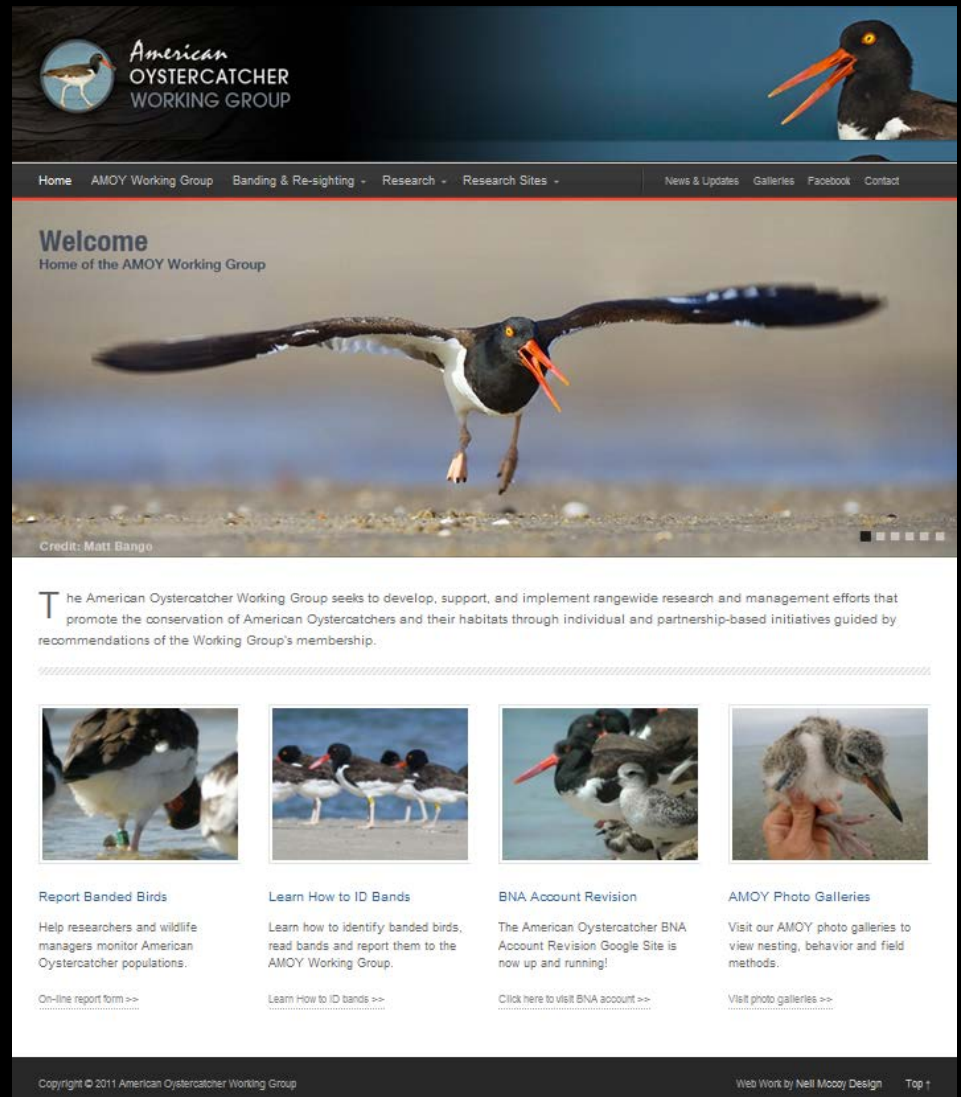 American
OYSTERCATCHER
WORKING GROUP
Home AMOY Working Group Banding & Re-sighting Research Research Sites News & Updates Galleries Facebook Contact
Welcome
Home of the AMOY Working Group
Credit: Matt Bango
The American Oystercatcher Working Group seeks to develop, support, and implement rangewide research and management efforts that
promote the conservation of American Oystercatchers and their habitats through individual and partnership-based initiatives guided by
recommendations of the Working Group's membership.
Report Banded Birds
Help researchers and wildlife
managers monitor American
Oystercatcher populations.
On-line report form >>
Learn How to ID Bands
Learn how to identify banded birds,
read bands and report them to the
AMOY Working Group.
Learn How to ID bands >>
BNA Account Revision
The American Oystercatcher BNA
Account Revision Google Site is
now up and running!
Click here to visit BNA account >>
AMOY Photo Galleries
Visit our AMOY photo galleries to
view nesting, behavior and field
methods.
Visit photo galleries >>
Copyright © 2011 American Oystercatcher Working Group Web Work by Neil Mccoy Design Top ↑